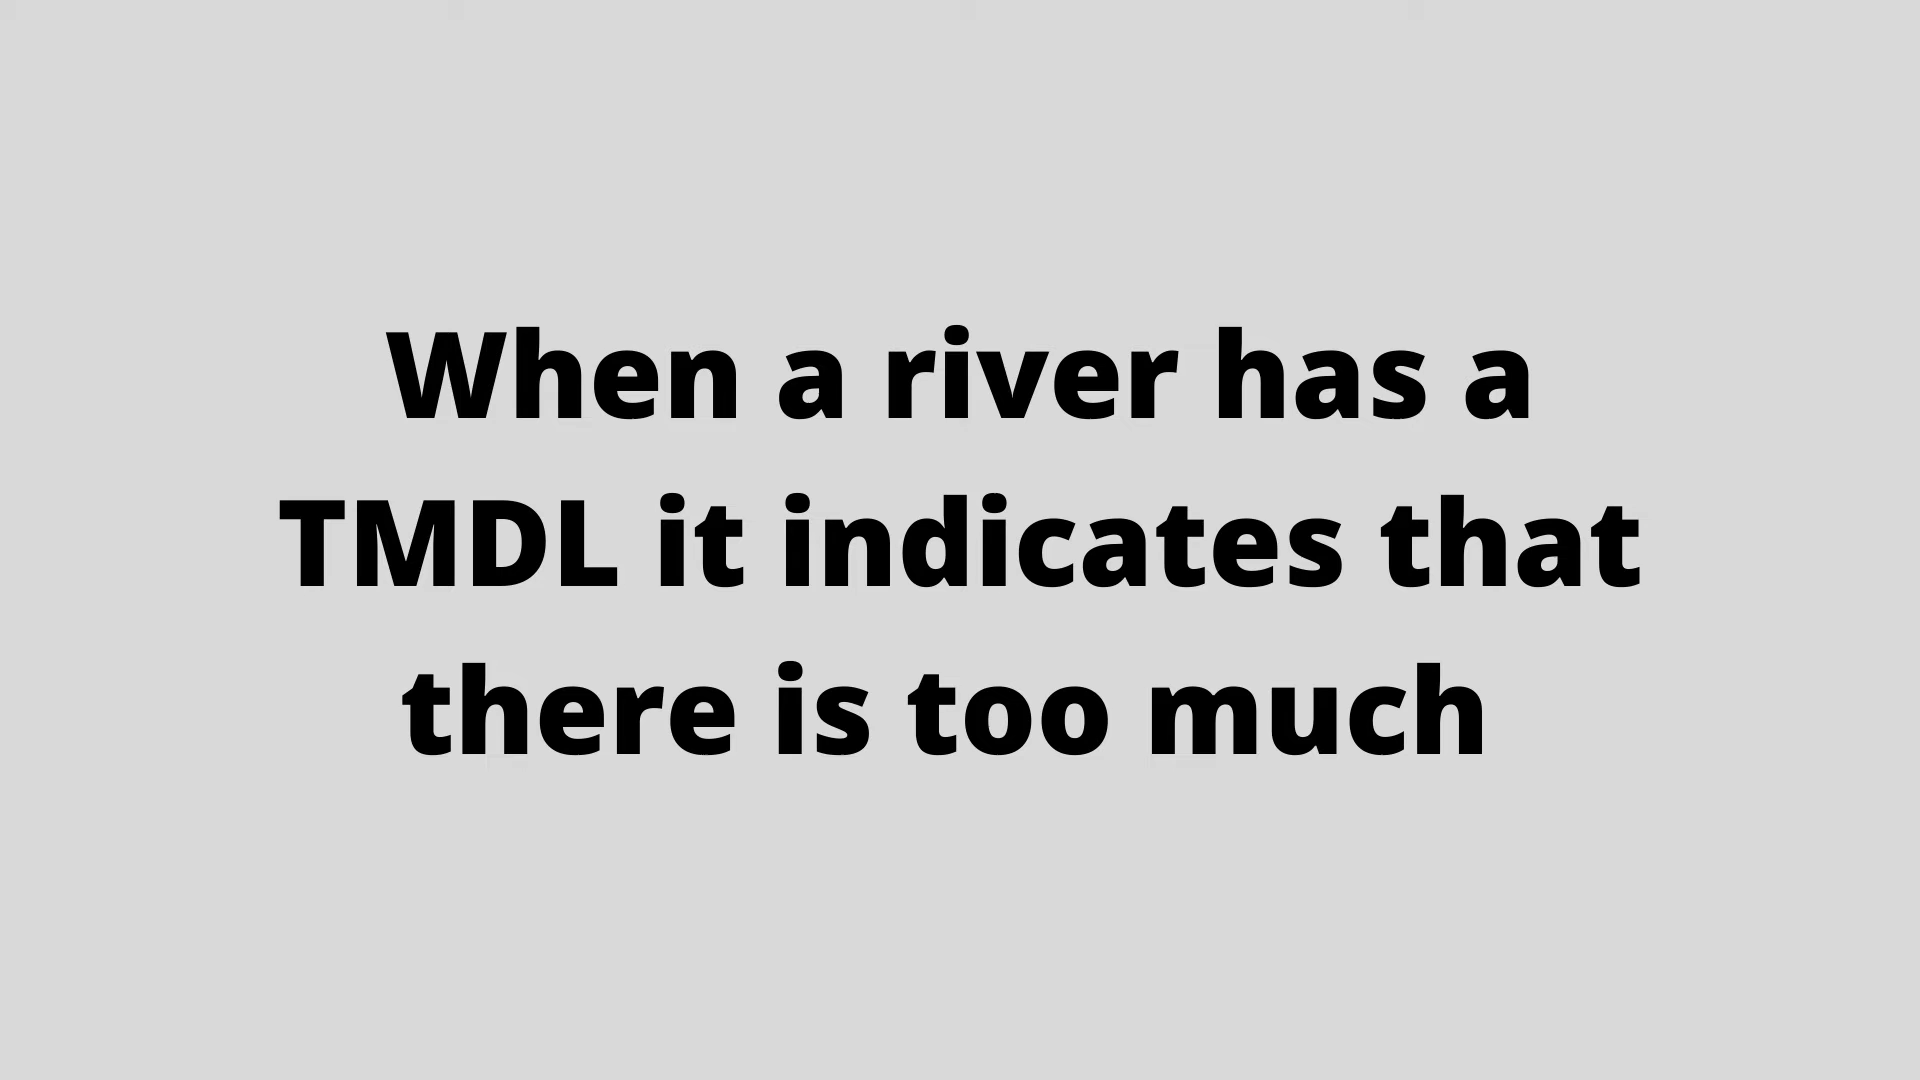 When a river has a
TMDL it indicates that
there is too much